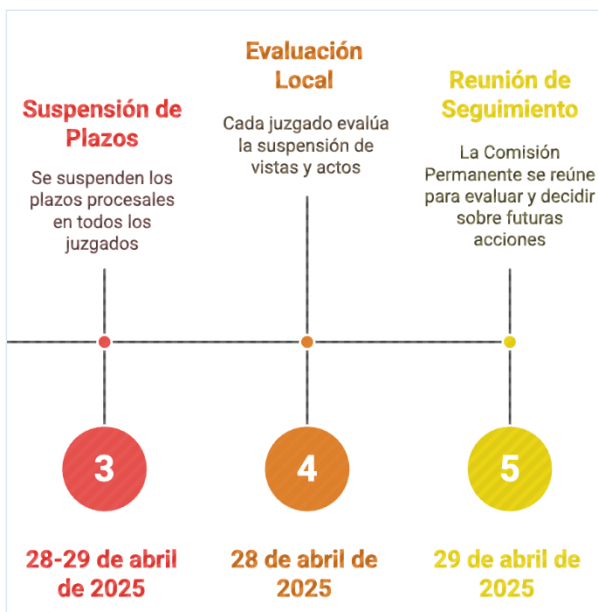 Suspensión de
Plazos
Se suspenden los
plazos procesales
en todos los
juzgados
3
28-29 de abril
de 2025
Evaluación
Local
Cada juzgado evalúa
la suspensión de
vistas y actos
4
28 de abril de
2025
Reunión de
Seguimiento
La Comisión
Permanente se reúne
para evaluar y decidir
sobre futuras
acciones
5
29 de abril de
2025